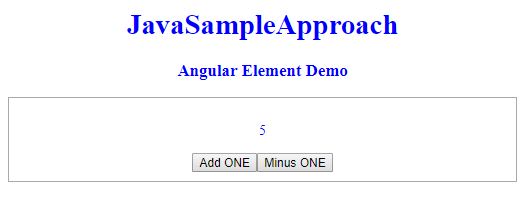 JavaSampleApproach
Angular Element Demo
5
Add ONE Minus ONE